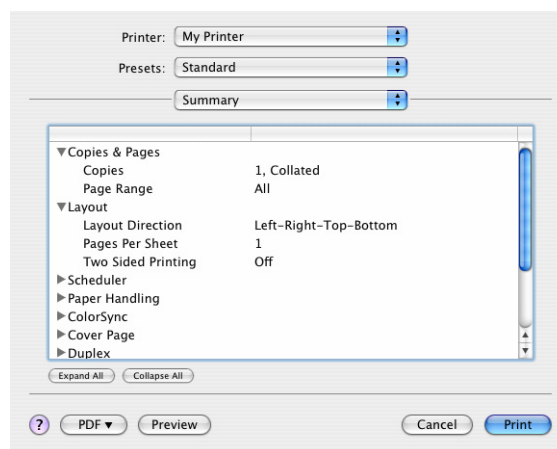 Printer: My Printer
Presets: Standard
Summary
Copies & Pages
Copies 1, Collated
Page Range All
Layout
Layout Direction Left-Right-Top-Bottom
Pages Per Sheet 1
Two Sided Printing Off
Scheduler
Paper Handling
ColorSync
Cover Page
Duplex
Expand All Collapse All
? PDF Preview Cancel Print